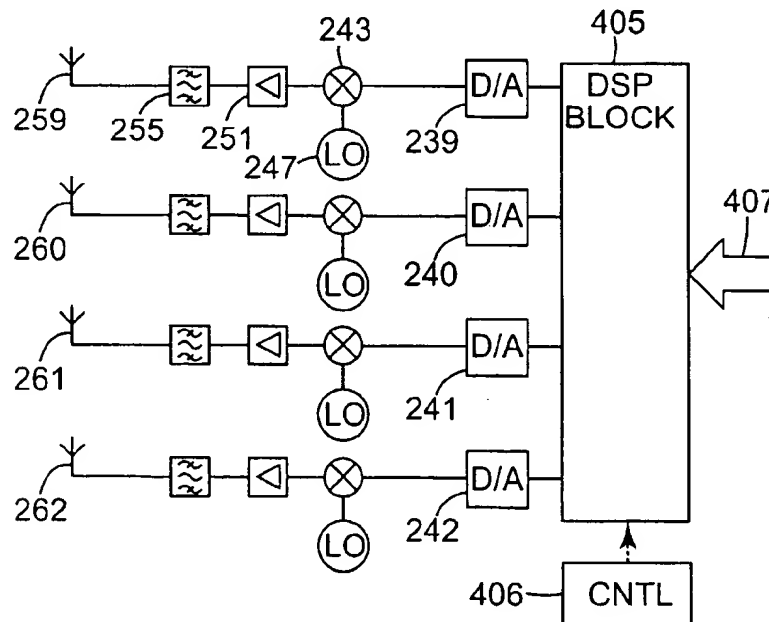 243
405
D/A
DSP
BLOCK
259
255
251
247
LO
239
407
D/A
260
LO
240
D/A
261
LO
241
D/A
262
LO
242
406
CNTL